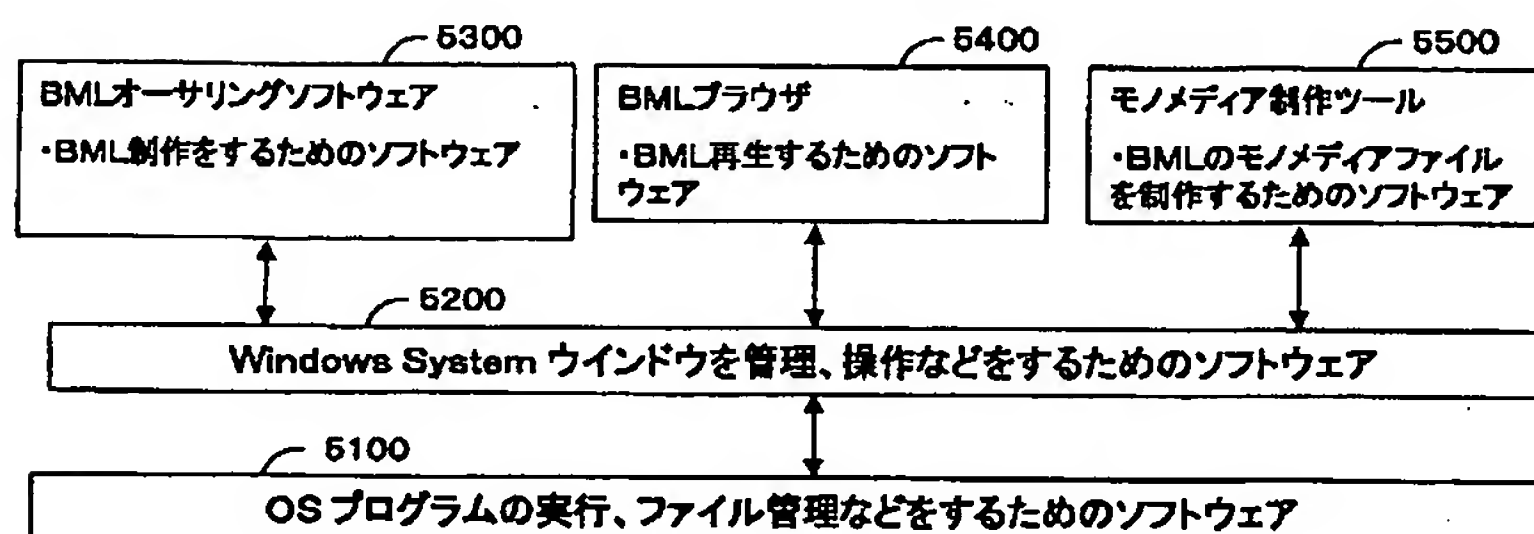 5300
BMLオーサリングソフトウェア
・BML制作をするためのソフトウェア
5400
BMLブラウザ
・BML再生するためのソフト
ウェア
5500
モノメディア制作ツール
・BMLのモノメディアファイル
を制作するためのソフトウェア
5200
Windows System ウインドウを管理、操作などをするためのソフトウェア
5100
OS プログラムの実行、ファイル管理などをするためのソフトウェア